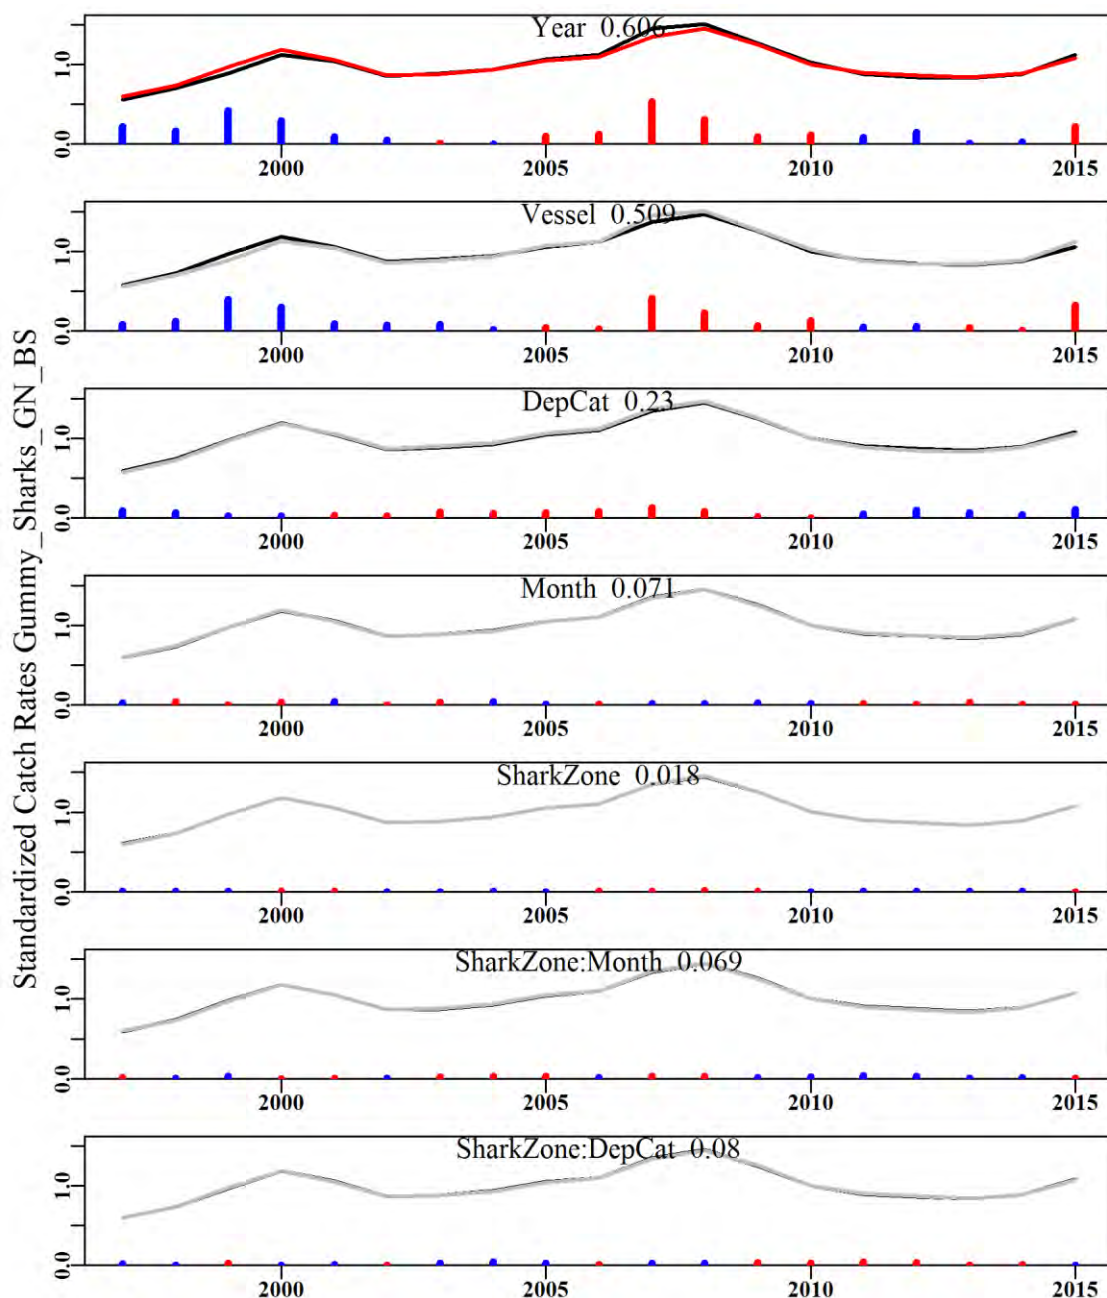 Standardized Catch Rates Gummy_Sharks_GN_BS
Year 0.606
1.0
0.0
2000 2005 2010 2015
Vessel 0.509
1.0
0.0
2000 2005 2010 2015
DepCat 0.23
1.0
0.0
2000 2005 2010 2015
Month 0.071
1.0
0.0
2000 2005 2010 2015
SharkZone 0.018
1.0
0.0
2000 2005 2010 2015
SharkZone:Month 0.069
1.0
0.0
2000 2005 2010 2015
SharkZone:DepCat 0.08
1.0
0.0
2000 2005 2010 2015